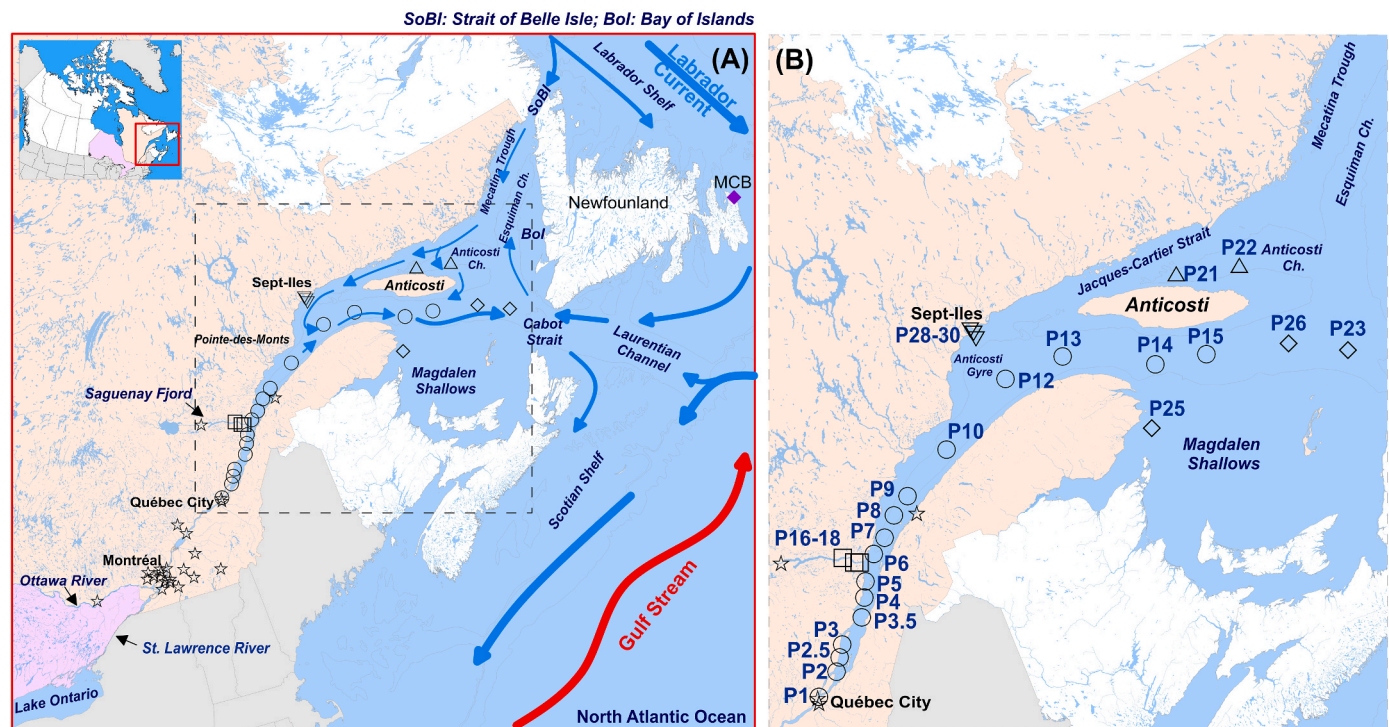 SoBI: Strait of Belle Isle; BoI: Bay of Islands
(A)
Labrador
Current
Labrador Shelf
SoBI
Mecatina Trough
Esquiman Ch.
BoI
MCB
Newfounland
Anticosti
Ch.
Sept-Iles
Anticosti
Pointe-des-Monts
Cabot
Strait
Laurentian
Channel
Magdalen
Shallows
Saguenay Fjord
Scotian Shelf
Québec City
Montréal
Ottawa River
St. Lawrence River
Gulf Stream
Lake Ontario
North Atlantic Ocean
(B)
Mecatina Trough
Esquiman Ch.
Jacques-Cartier Strait
P22
Anticosti
Ch.
P21
Anticosti
Sept-Iles
P28-30
P13
P15
P26
P23
P14
Anticosti
Gyre
P12
P25
P10
Magdalen
Shallows
P9
P8
P7
P16-18
P6
P5
P4
P3.5
P3
P2.5
P2
P1
Québec City